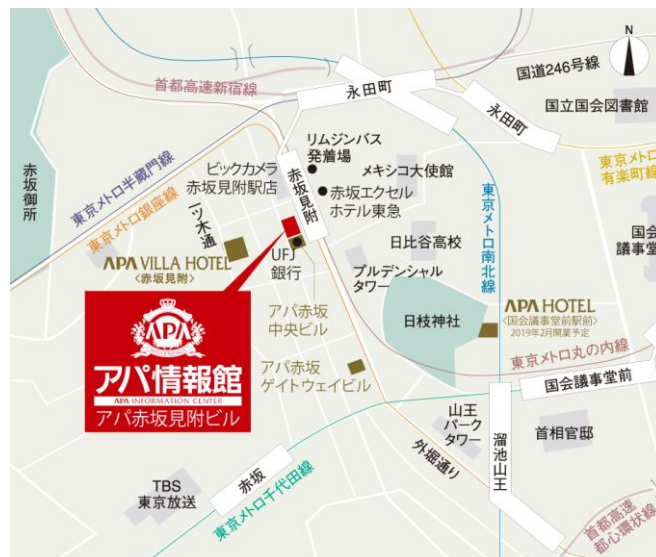 N
国道246号線
首都高速新宿線
永田町
国立国会図書館
永田町
リムジンバス
発着場
メキシコ大使館
ビックカメラ
赤坂見附駅店
赤坂見附
赤坂エクセル
ホテル東急
東京メトロ
有楽町線
東京メトロ半蔵門線
東京メトロ銀座線
赤坂御所
一ツ木通
東京メトロ南北線
日比谷高校
国会
議事堂
APA VILLA HOTEL
〈赤坂見附〉
UFJ
銀行
プルデンシャル
タワー
アパ赤坂
中央ビル
日枝神社
APA HOTEL
〈国会議事堂前駅前〉
2019年2月開業予定
APA
アパ情報館
APA INFORMATION CENTER
アパ赤坂見附ビル
アパ赤坂
ゲイトウェイビル
東京メトロ丸の内線
国会議事堂前
山王
パーク
タワー
首相官邸
溜池山王
外堀通り
赤坂
TBS
東京放送
東京メトロ千代田線
首都高速
都心環状線